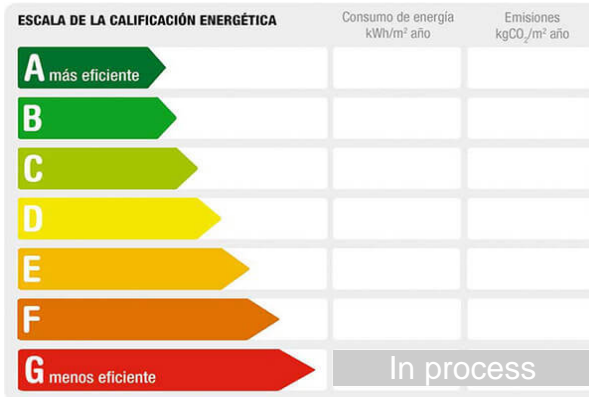 ESCALA DE LA CALIFICACIÓN ENERGÉTICA
Consumo de energía
kWh/m² año
Emisiones
kgCO₂/m² año
A más eficiente
B
C
D
E
F
G menos eficiente
In process